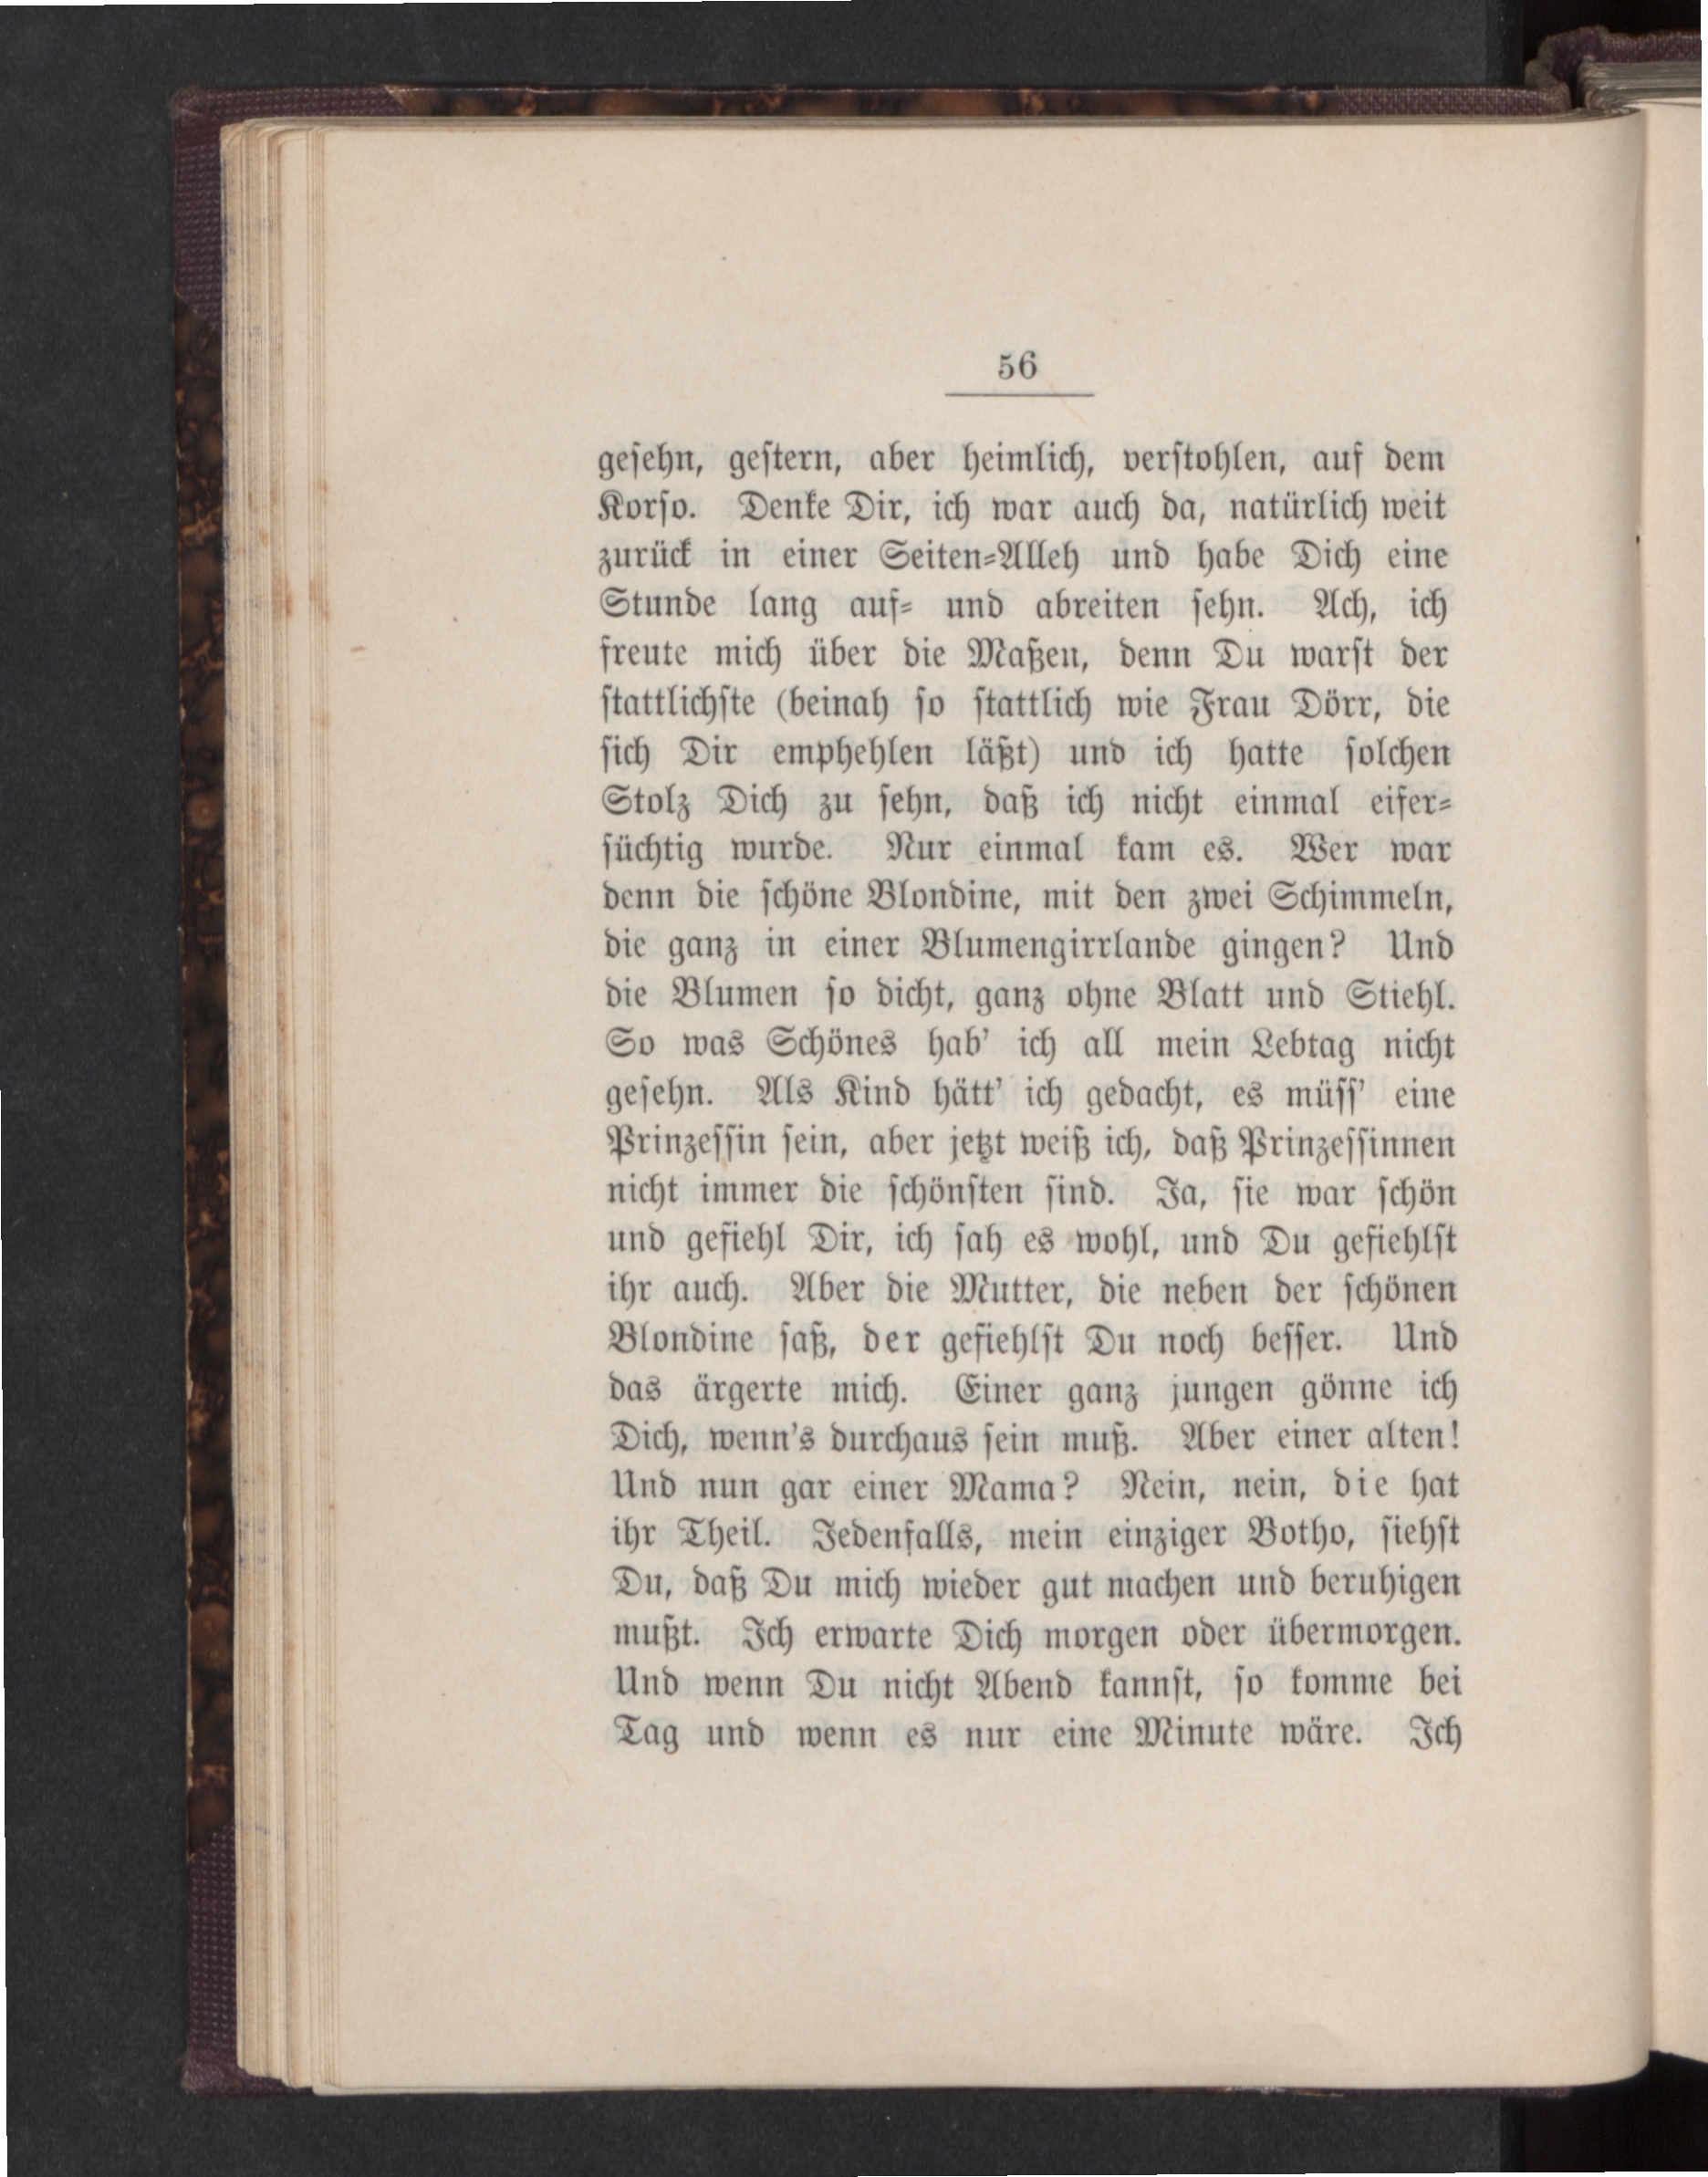 56
gesehn, gestern, aber heimlich, verstohlen, auf dem
Korso. Denke Dir, ich war auch da, natürlich weit
zurück in einer Seiten-Alleh und habe Dich eine
Stunde lang auf- und abreiten sehn. Ach, ich
freute mich über die Maßen, denn Du warst der
stattlichste (beinah so stattlich wie Frau Dörr, die
sich Dir emphehlen läßt) und ich hatte solchen
Stolz Dich zu sehn, daß ich nicht einmal eifer-
süchtig wurde. Nur einmal kam es. Wer war
denn die schöne Blondine, mit den zwei Schimmeln,
die ganz in einer Blumengirrlande gingen? Und
die Blumen so dicht, ganz ohne Blatt und Stiehl.
So was Schönes hab' ich all mein Lebtag nicht
gesehn. Als Kind hätt' ich gedacht, es müss' eine
Prinzessin sein, aber jetzt weiß ich, daß Prinzessinnen
nicht immer die schönsten sind. Ja, sie war schön
und gefiehl Dir, ich sah es wohl, und Du gefiehlst
ihr auch. Aber die Mutter, die neben der schönen
Blondine saß, der gefiehlst Du noch besser. Und
das ärgerte mich. Einer ganz jungen gönne ich
Dich, wenn's durchaus sein muß. Aber einer alten!
Und nun gar einer Mama? Nein, nein, die hat
ihr Theil. Jedenfalls, mein einziger Botho, siehst
Du, daß Du mich wieder gut machen und beruhigen
mußt. Ich erwarte Dich morgen oder übermorgen.
Und wenn Du nicht Abend kannst, so komme bei
Tag und wenn es nur eine Minute wäre. Ich